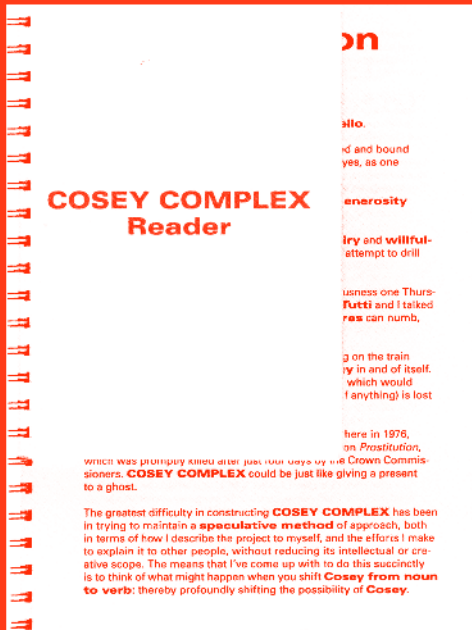 on
COSEY COMPLEX
Reader
ello.
ed and bound
yes, as one
enerosity
iry and willful-
attempt to drill
usness one Thurs-
Tutti and I talked
res can numb,
g on the train
y in and of itself.
which would
f anything) is lost
here in 1976,
on Prostitution,
which was promptly killed after just four days by the Crown Commis-
sioners. COSEY COMPLEX could be just like giving a present
to a ghost.
The greatest difficulty in constructing COSEY COMPLEX has been
in trying to maintain a speculative method of approach, both
in terms of how I describe the project to myself, and the efforts I make
to explain it to other people, without reducing its intellectual or cre-
ative scope. The means that I've come up with to do this succinctly
is to think of what might happen when you shift Cosey from noun
to verb: thereby profoundly shifting the possibility of Cosey.